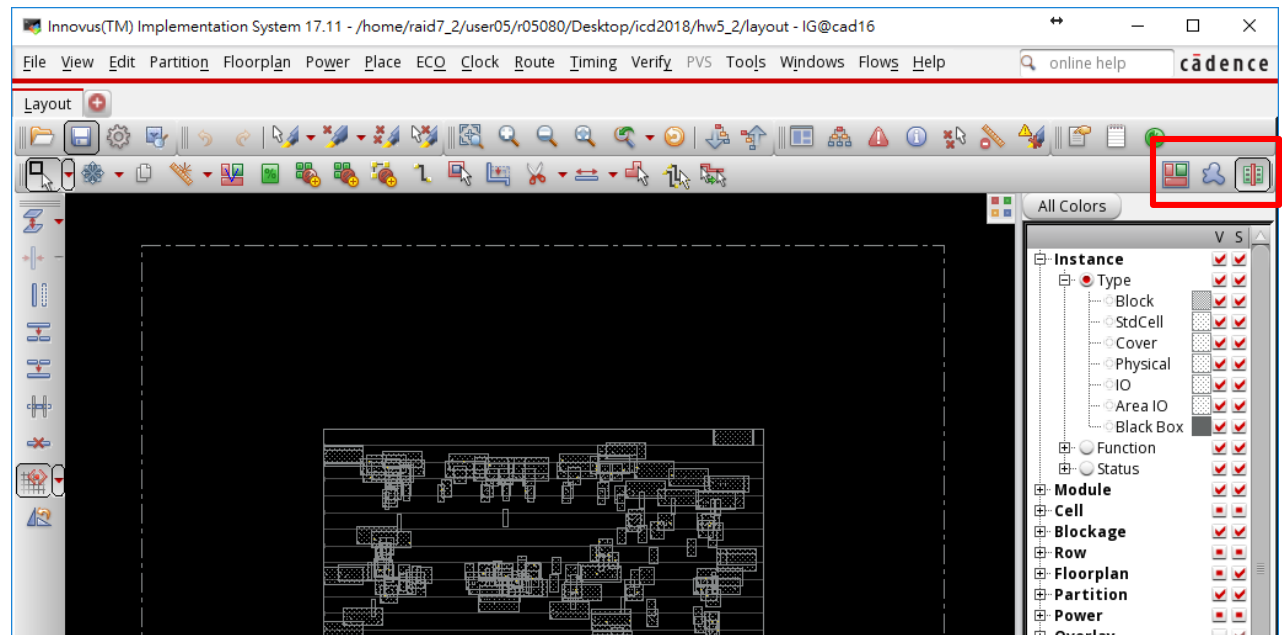 Innovus(TM) Implementation System 17.11 - /home/raid7_2/user05/r05080/Desktop/icd2018/hw5_2/layout - IG@cad16
File View Edit Partition Floorplan Power Place ECO Clock Route Timing Verify PVS Tools Windows Flows Help online help cādence
Layout
All Colors
V S
Instance
Type
Block
StdCell
Cover
Physical
IO
Area IO
Black Box
Function
Status
Module
Cell
Blockage
Row
Floorplan
Partition
Power
Overlay